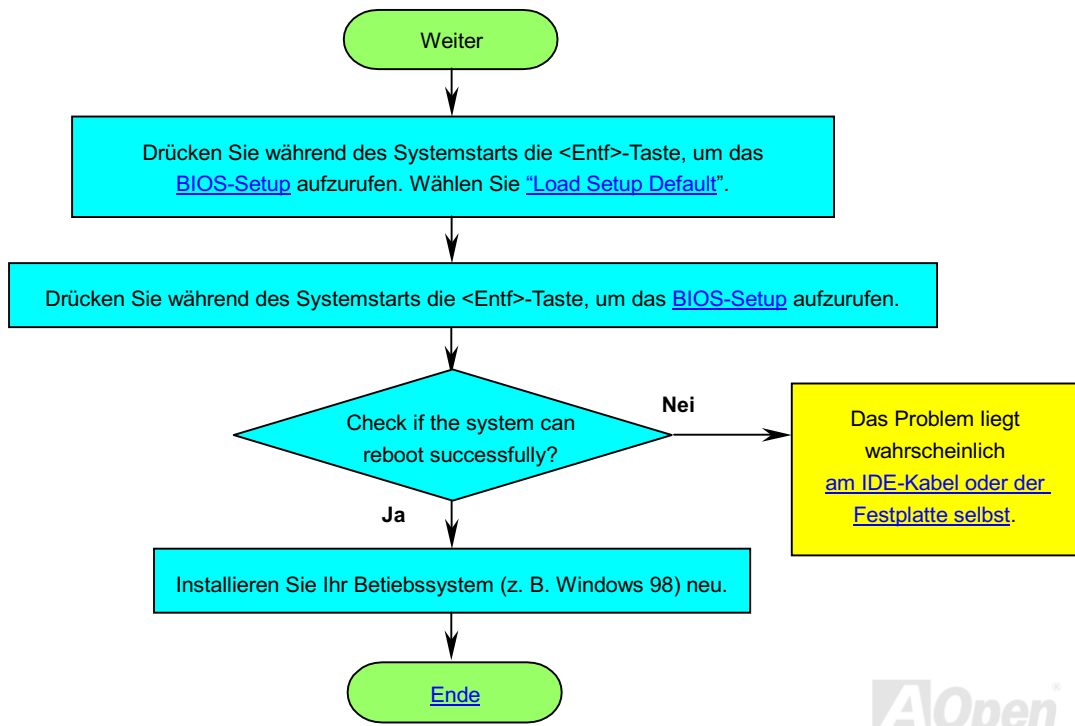 Weiter
Drücken Sie während des Systemstarts die <Entf>-Taste, um das
BIOS-Setup aufzurufen. Wählen Sie “Load Setup Default”.
Drücken Sie während des Systemstarts die <Entf>-Taste, um das BIOS-Setup aufzurufen.
Check if the system can
reboot successfully?
Nei
Das Problem liegt
wahrscheinlich
am IDE-Kabel oder der
Festplatte selbst.
Ja
Installieren Sie Ihr Betiebssystem (z. B. Windows 98) neu.
Ende
AOpen®